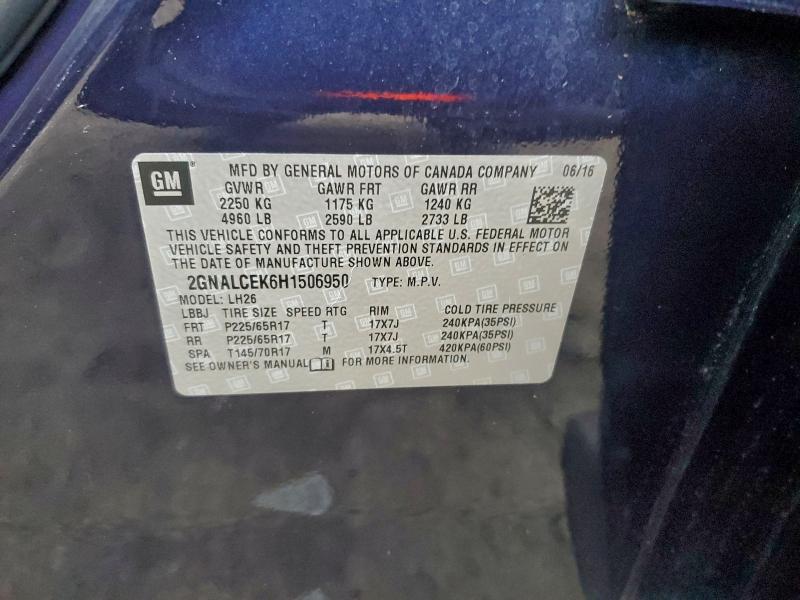 GM
MFD BY GENERAL MOTORS OF CANADA COMPANY 06/16
GVWR GAWR FRT GAWR RR
2250 KG 1175 KG 1240 KG
4960 LB 2590 LB 2733 LB
THIS VEHICLE CONFORMS TO ALL APPLICABLE U.S. FEDERAL MOTOR
VEHICLE SAFETY AND THEFT PREVENTION STANDARDS IN EFFECT ON
THE DATE OF MANUFACTURE SHOWN ABOVE.
2GNALCEK6H1506950 TYPE: M.P.V.
MODEL: LH26
LBBJ TIRE SIZE SPEED RTG RIM COLD TIRE PRESSURE
FRT P225/65R17 T 17X7J 240KPA(35PSI)
RR P225/65R17 T 17X7J 240KPA(35PSI)
SPA T145/70R17 M 17X4.5T 420KPA(60PSI)
SEE OWNER'S MANUAL FOR MORE INFORMATION.